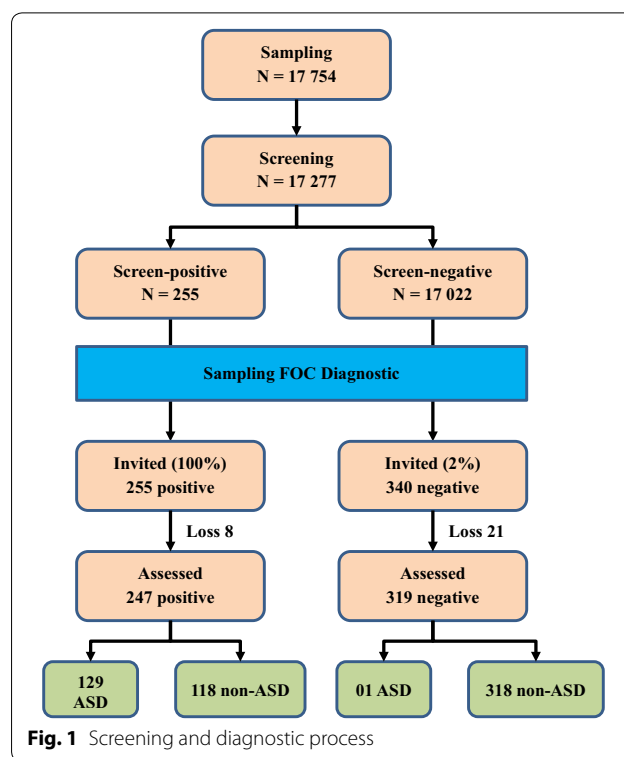 Sampling
N = 17 754
Screening
N = 17 277
Screen-positive
N = 255
Screen-negative
N = 17 022
Sampling FOC Diagnostic
Invited (100%)
255 positive
Invited (2%)
340 negative
Loss 8
Loss 21
Assessed
247 positive
Assessed
319 negative
129
ASD
118 non-ASD
01 ASD
318 non-ASD
Fig. 1 Screening and diagnostic process